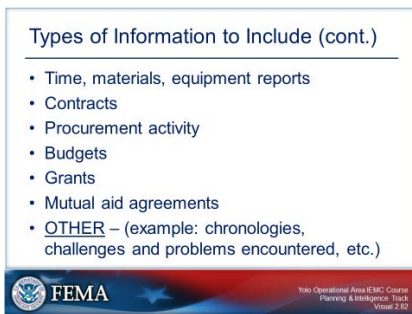 Types of Information to Include (cont.)
• Time, materials, equipment reports
• Contracts
• Procurement activity
• Budgets
• Grants
• Mutual aid agreements
• OTHER – (example: chronologies,
challenges and problems encountered, etc.)
FEMA
Yolo Operational Area IEMC Course
Planning & Intelligence Track
Visual 2.62